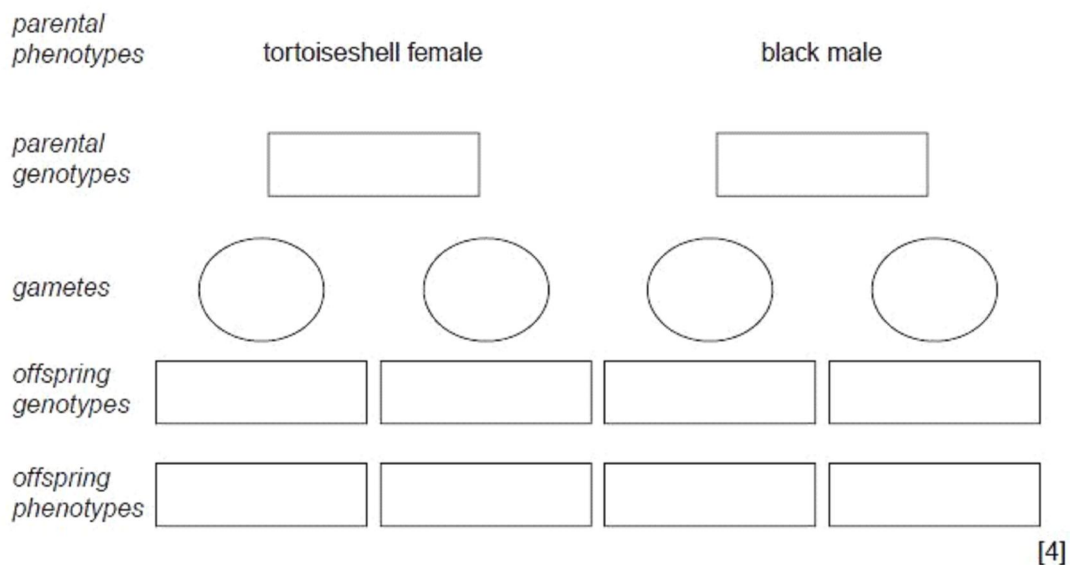 parental
phenotypes
tortoiseshell female
black male
parental
genotypes
gametes
offspring
genotypes
offspring
phenotypes
[4]